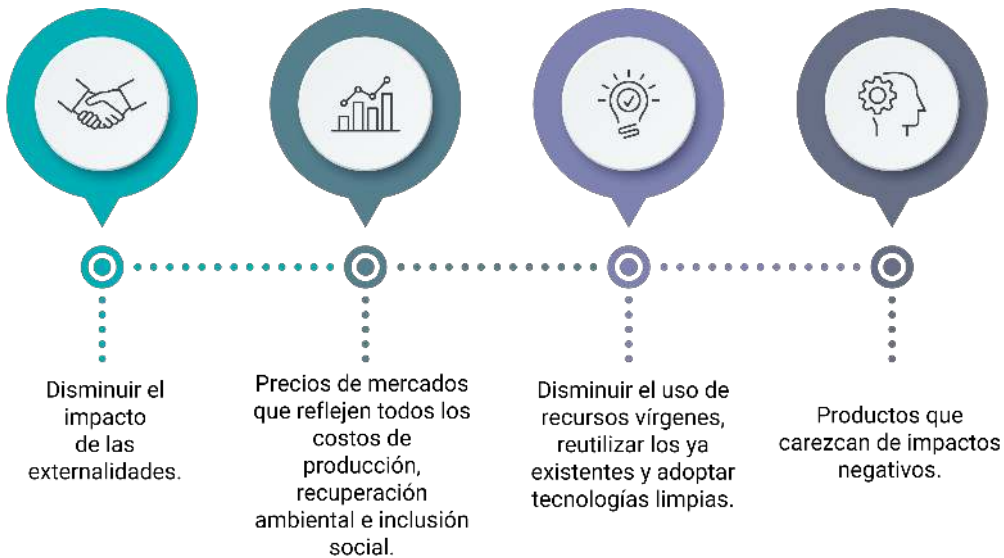 Disminuir el
impacto
de las
externalidades.
Precios de mercados
que reflejen todos los
costos de
producción,
recuperación
ambiental e inclusión
social.
Disminuir el uso de
recursos vírgenes,
reutilizar los ya
existentes y adoptar
tecnologías limpias.
Productos que
carezcan de impactos
negativos.